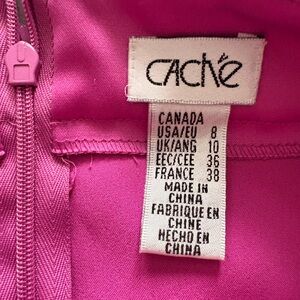 CAChé
CANADA
USA/EU 8
UK/ANG 10
EEC/CEE 36
FRANCE 38
MADE IN
CHINA
FABRIQUE EN
CHINE
HECHO EN
CHINA